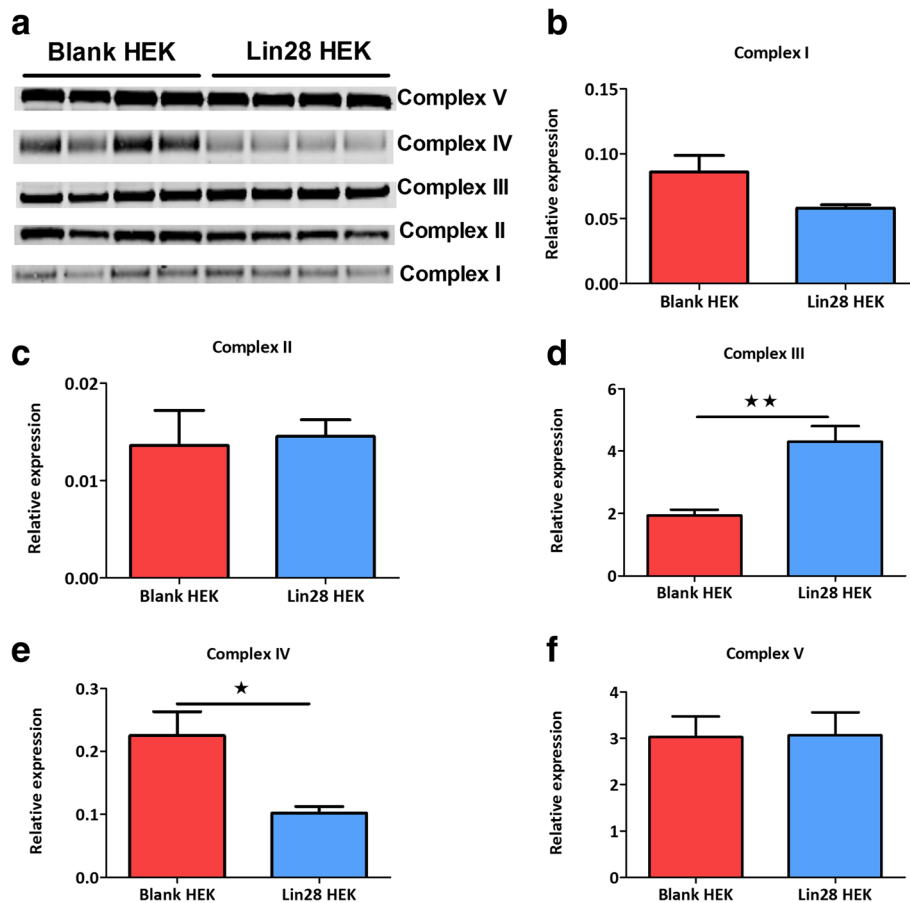 a
Blank HEK Lin28 HEK
Complex V
Complex IV
Complex III
Complex II
Complex I
b
Complex I
Relative expression
0.15
0.10
0.05
0.00
Blank HEK Lin28 HEK
c
Complex II
Relative expression
0.02
0.01
0.00
Blank HEK Lin28 HEK
d
Complex III
Relative expression
6
★★
4
2
0
Blank HEK Lin28 HEK
e
Complex IV
Relative expression
0.3
★
0.2
0.1
0.0
Blank HEK Lin28 HEK
f
Complex V
Relative expression
4
3
2
1
0
Blank HEK Lin28 HEK